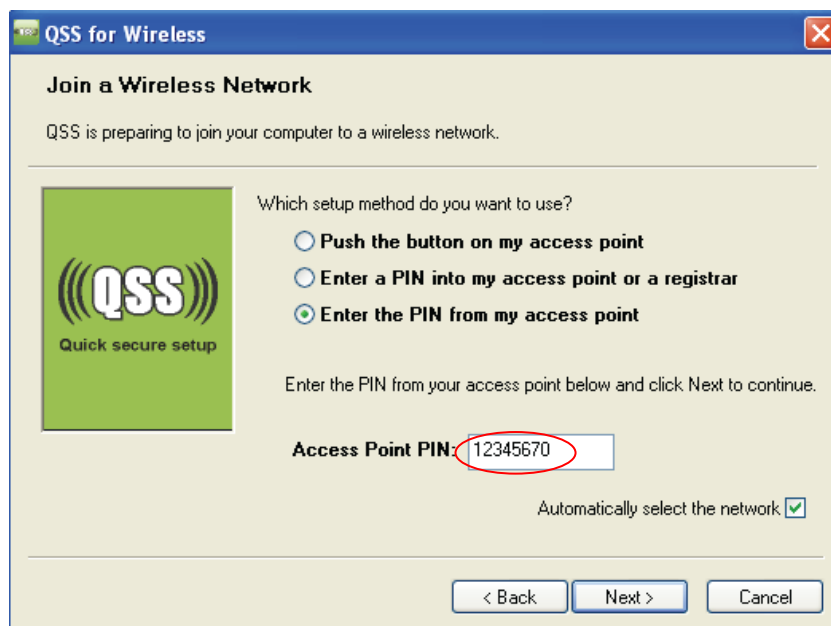 QSS for Wireless
Join a Wireless Network
QSS is preparing to join your computer to a wireless network.
Which setup method do you want to use?
Push the button on my access point
Enter a PIN into my access point or a registrar
Enter the PIN from my access point
(((QSS)))
Quick secure setup
Enter the PIN from your access point below and click Next to continue.
Access Point PIN: 12345670
Automatically select the network
< Back Next > Cancel